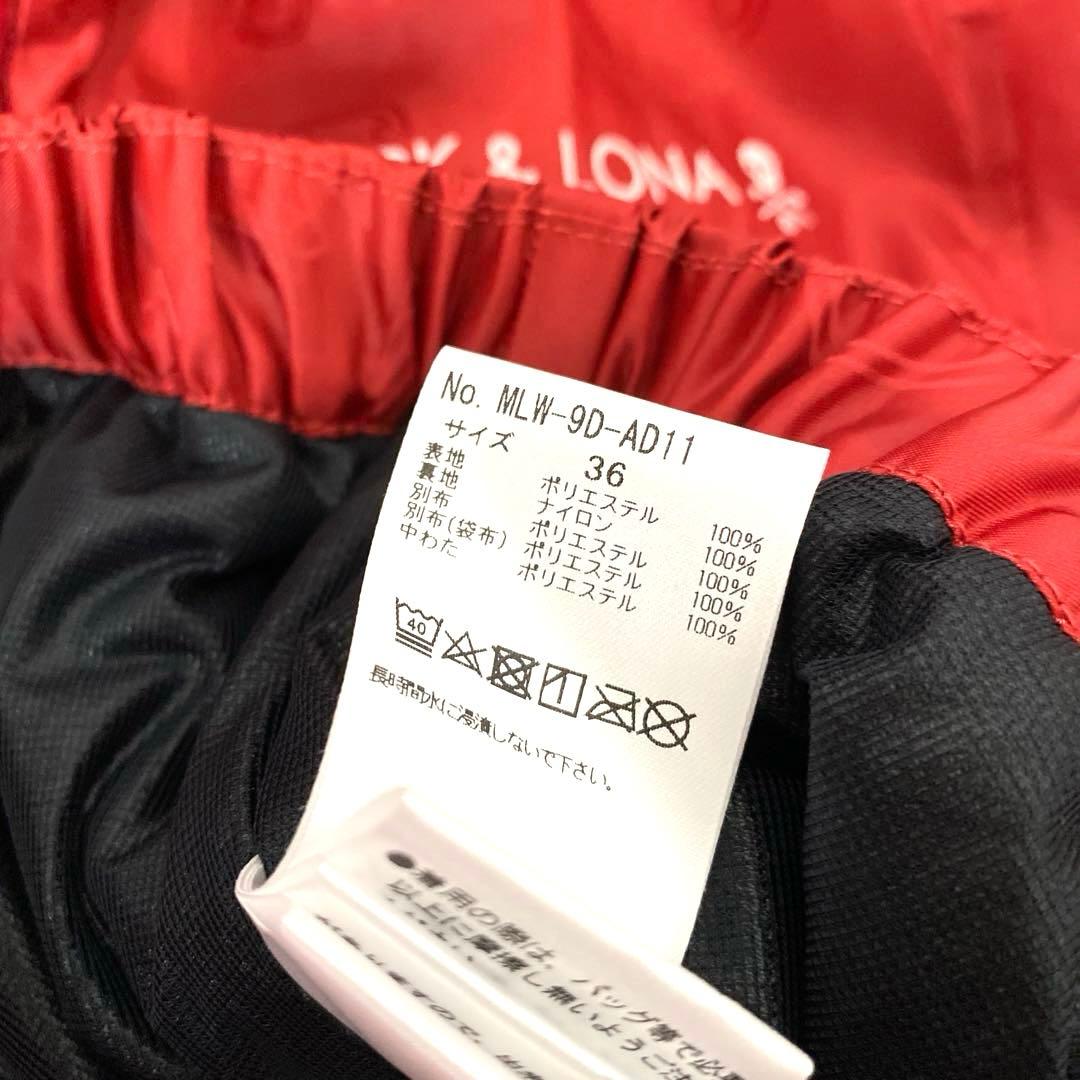 & LONA
No. MLW-9D-AD11
サイズ 36
表地 ポリエステル 100%
裏地 ナイロン 100%
別布 ポリエステル 100%
別布(袋布) ポリエステル 100%
中わた ポリエステル 100%
40
長時間水に浸漬しないで下さい。
●着用の際は、バッグ等で必要
以上に摩擦し無いようご注